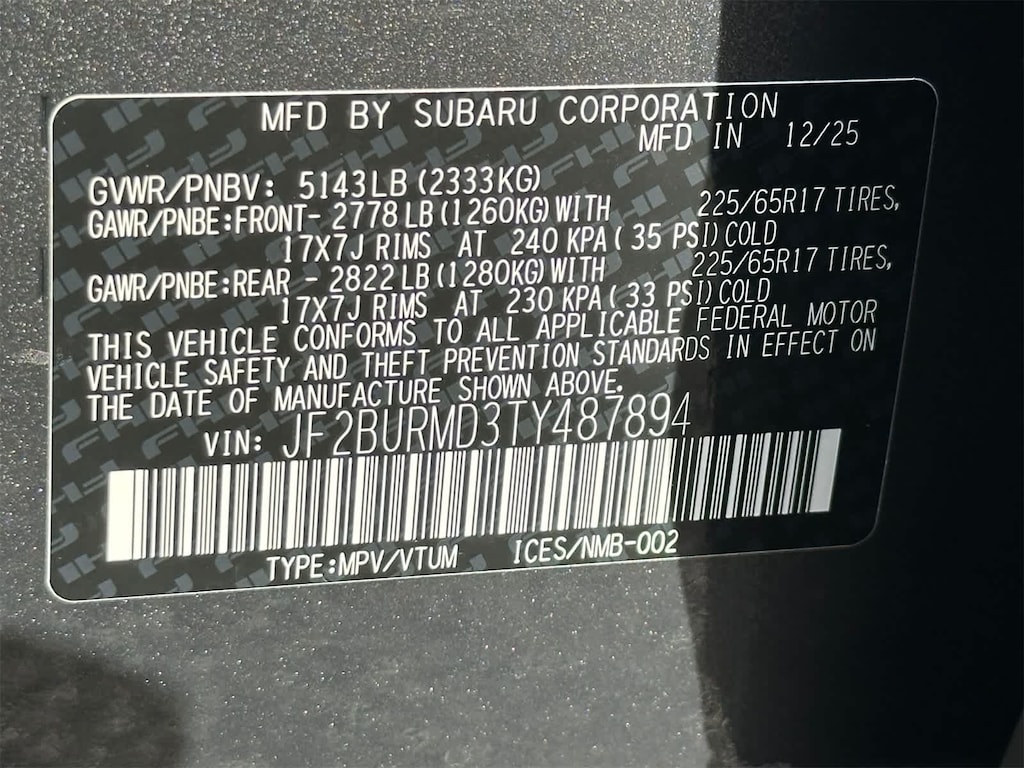 MFD BY SUBARU CORPORATION
MFD IN 12/25
GVWR/PNBV: 5143LB (2333KG)
GAWR/PNBE:FRONT- 2778 LB (1260KG) WITH 225/65R17 TIRES,
17X7J RIMS AT 240 KPA ( 35 PSI) COLD
GAWR/PNBE:REAR - 2822 LB (1280KG) WITH 225/65R17 TIRES,
17X7J RIMS AT 230 KPA ( 33 PSI) COLD
THIS VEHICLE CONFORMS TO ALL APPLICABLE FEDERAL MOTOR
VEHICLE SAFETY AND THEFT PREVENTION STANDARDS IN EFFECT ON
THE DATE OF MANUFACTURE SHOWN ABOVE.
VIN: JF2BURMD3TY487894
TYPE:MPV/VTUM ICES/NMB-002